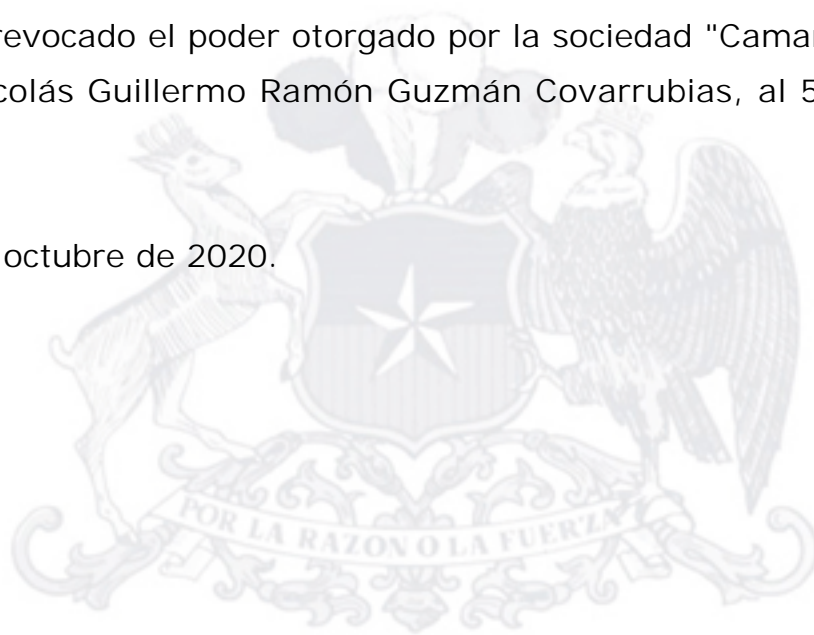 revocado el poder otorgado por la sociedad "Camar
colás Guillermo Ramón Guzmán Covarrubias, al 5
octubre de 2020.
POR LA RAZON O LA FUERZA